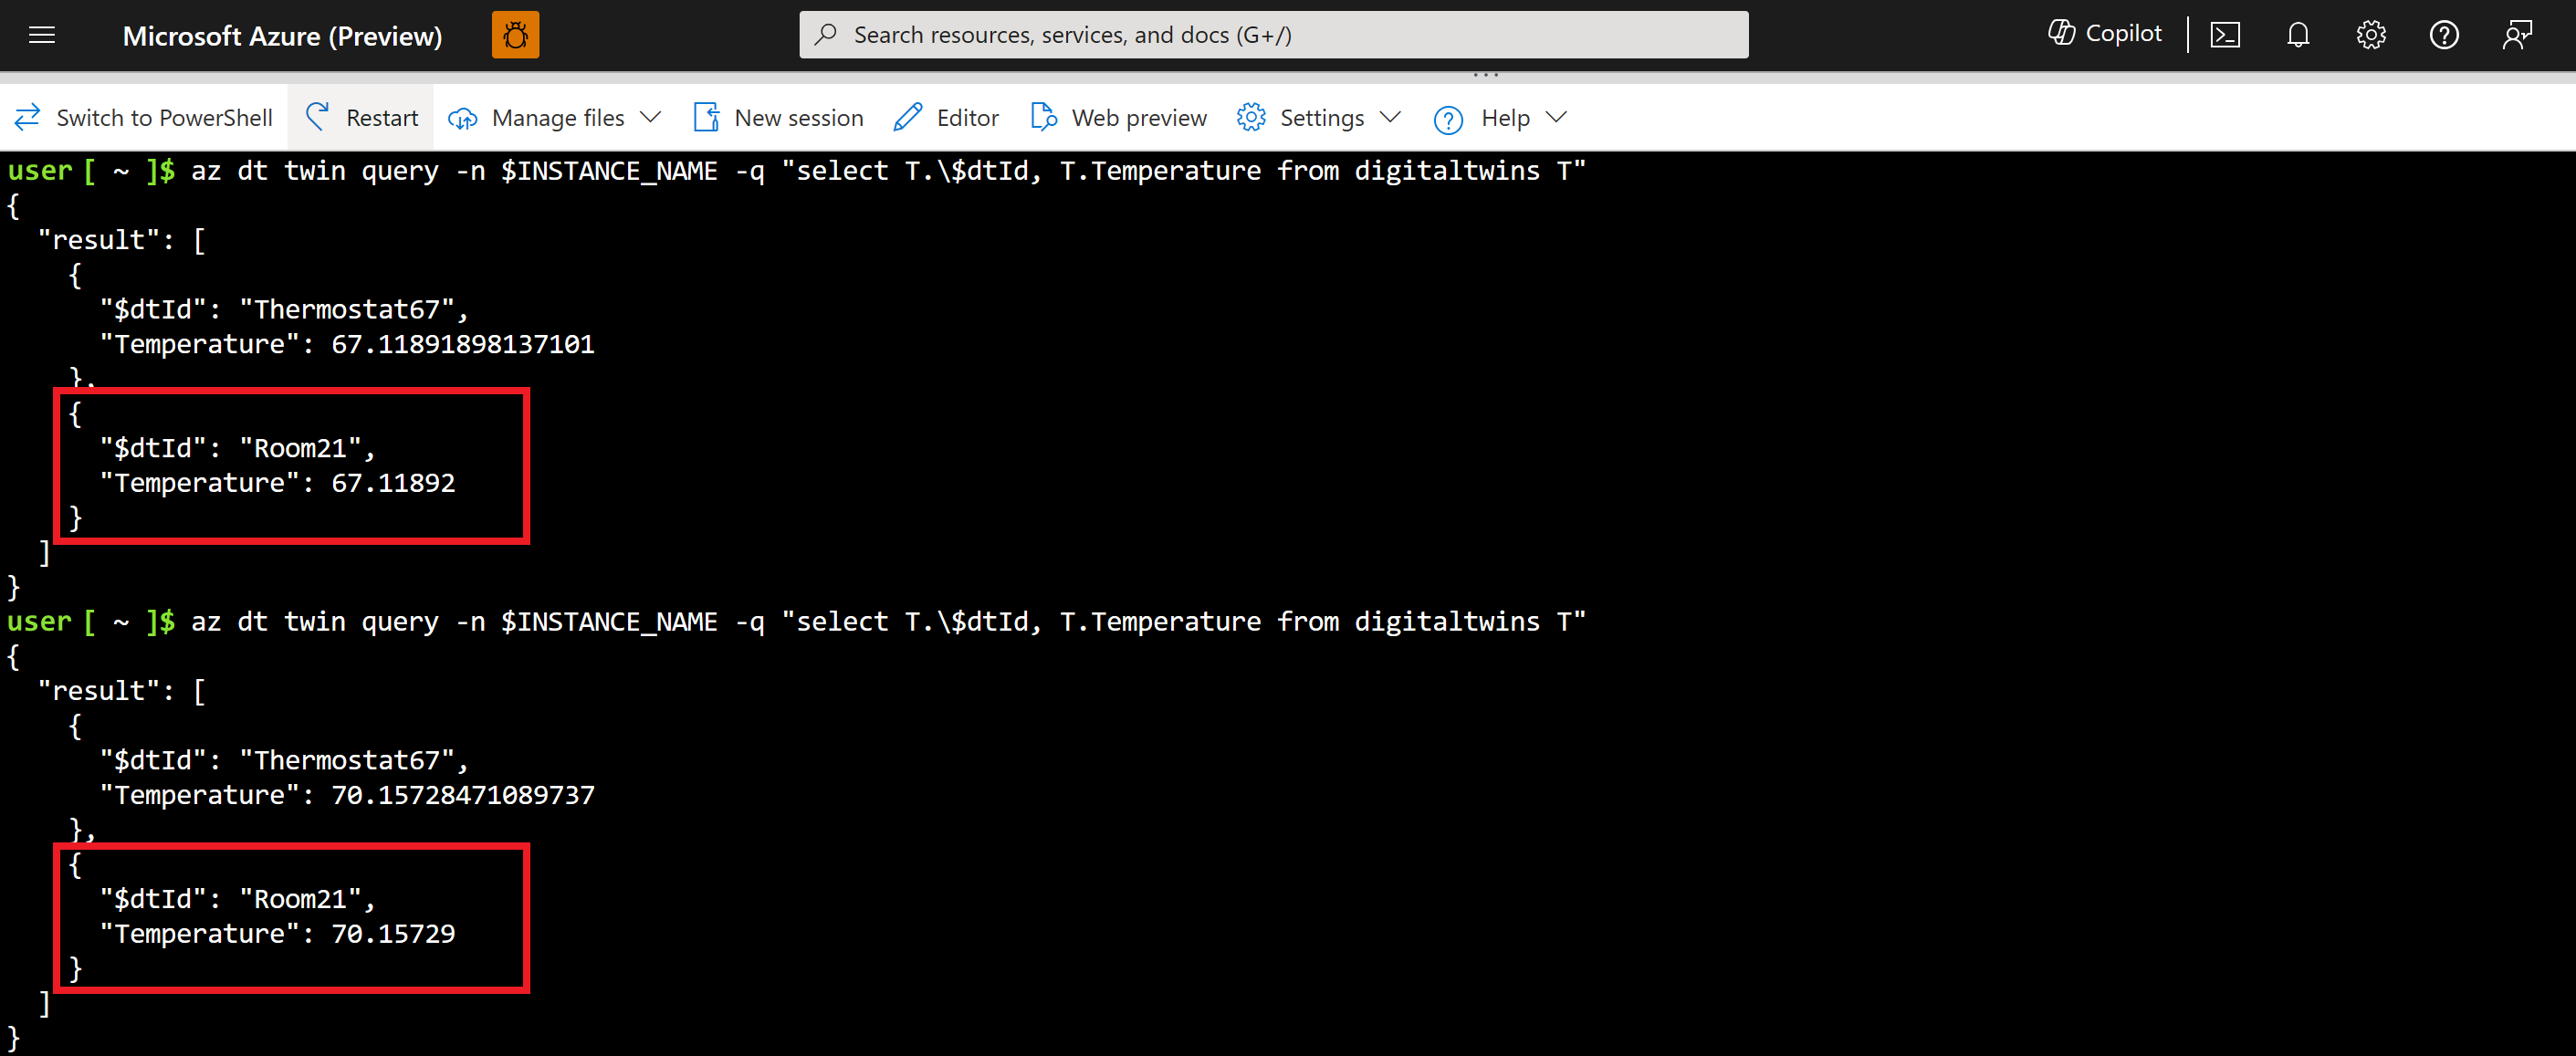 Microsoft Azure (Preview)
Search resources, services, and docs (G+/)
Copilot
Switch to PowerShell Restart Manage files New session Editor Web preview Settings Help
user [ ~ ]$ az dt twin query -n $INSTANCE_NAME -q "select T.\$dtId, T.Temperature from digitaltwins T"
{
  "result": [
    {
      "$dtId": "Thermostat67",
      "Temperature": 67.11891898137101
    },
    {
      "$dtId": "Room21",
      "Temperature": 67.11892
    }
  ]
}
user [ ~ ]$ az dt twin query -n $INSTANCE_NAME -q "select T.\$dtId, T.Temperature from digitaltwins T"
{
  "result": [
    {
      "$dtId": "Thermostat67",
      "Temperature": 70.15728471089737
    },
    {
      "$dtId": "Room21",
      "Temperature": 70.15729
    }
  ]
}